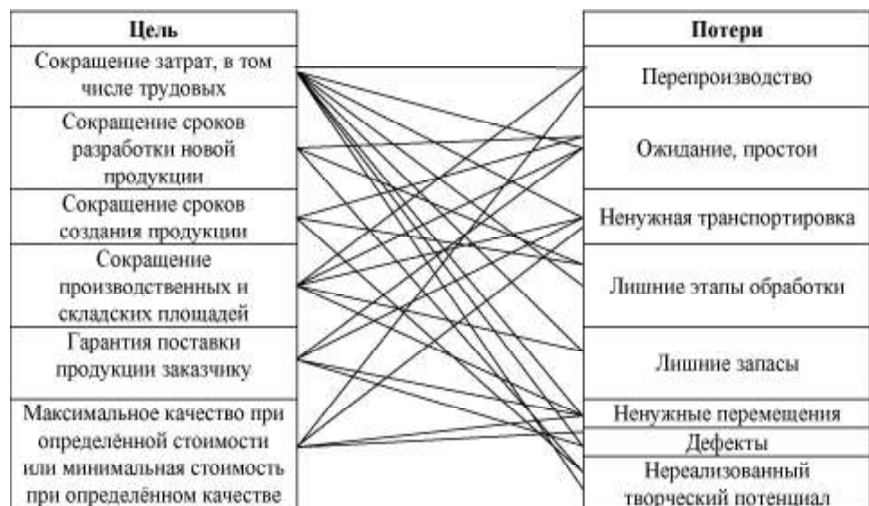 Цель
Сокращение затрат, в том
числе трудовых
Сокращение сроков
разработки новой
продукции
Сокращение сроков
создания продукции
Сокращение
производственных и
складских площадей
Гарантия поставки
продукции заказчику
Максимальное качество при
определённой стоимости
или минимальная стоимость
при определённом качестве
Потери
Перепроизводство
Ожидание, простои
Ненужная транспортировка
Лишние этапы обработки
Лишние запасы
Ненужные перемещения
Дефекты
Нереализованный
творческий потенциал